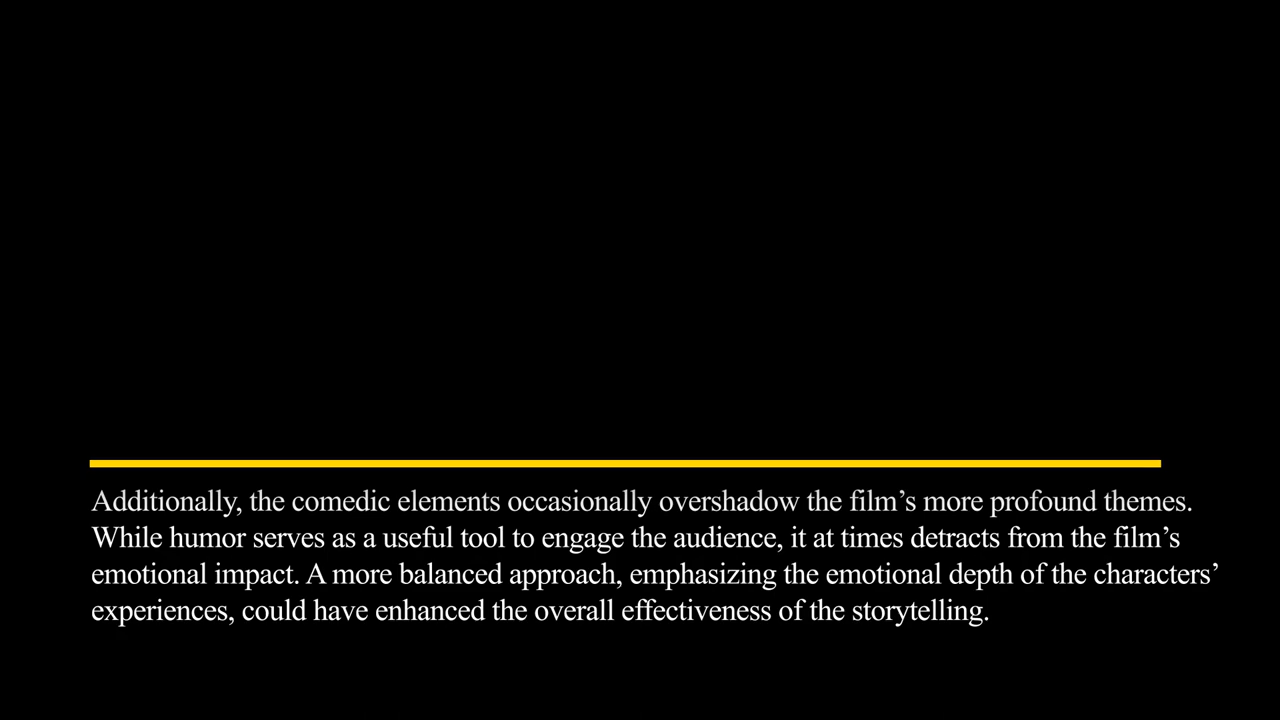 Additionally, the comedic elements occasionally overshadow the film’s more profound themes.
While humor serves as a useful tool to engage the audience, it at times detracts from the film’s
emotional impact. A more balanced approach, emphasizing the emotional depth of the characters’
experiences, could have enhanced the overall effectiveness of the storytelling.